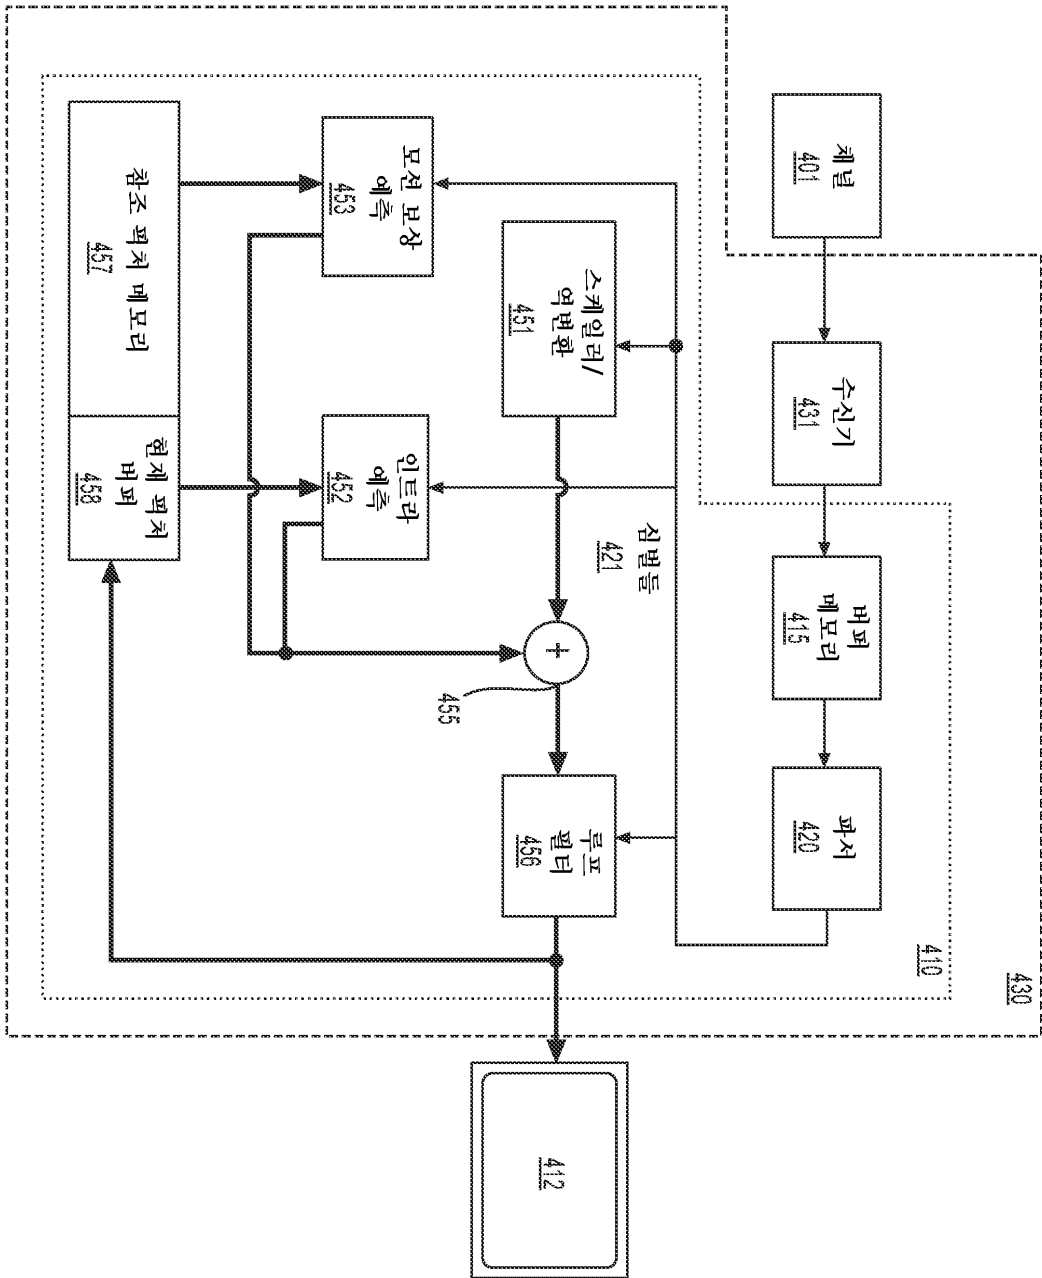 430
410
채널
401
수신기
431
버퍼
메모리
415
파서
420
심벌들
421
스케일러/
역변환
451
+
455
루프
필터
456
412
모션 보상
예측
453
인트라
예측
452
참조 픽처 메모리
457
현재 픽처
버퍼
458